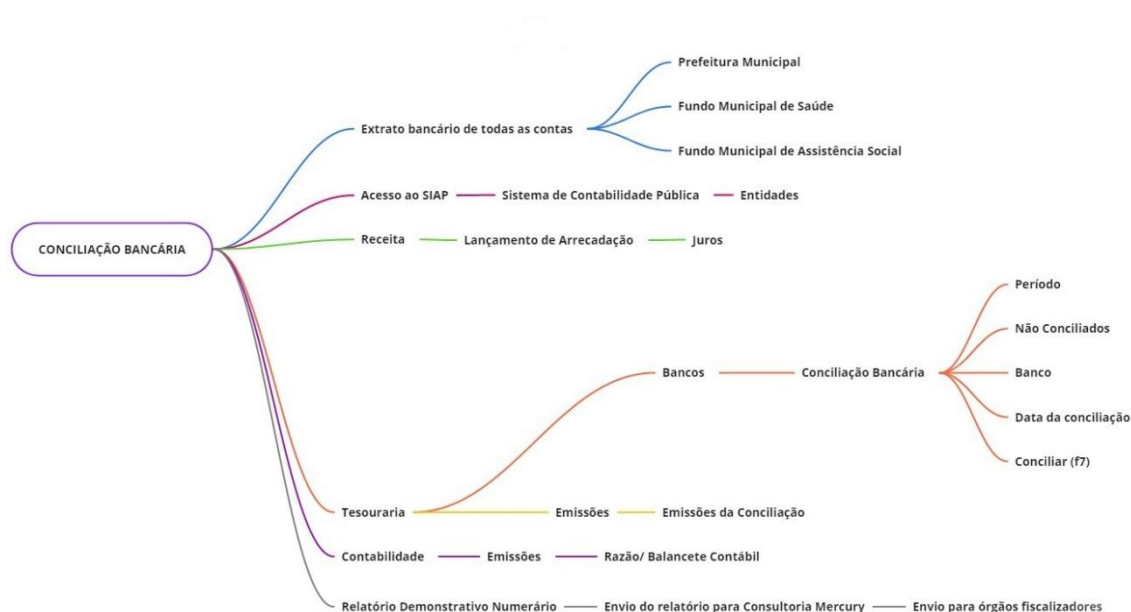 CONCILIAÇÃO BANCÁRIA
Extrato bancário de todas as contas
Prefeitura Municipal
Fundo Municipal de Saúde
Fundo Municipal de Assistência Social
Acesso ao SIAP
Sistema de Contabilidade Pública
Entidades
Receita
Lançamento de Arrecadação
Juros
Tesouraria
Bancos
Conciliação Bancária
Período
Não Conciliados
Banco
Data da conciliação
Conciliar (f7)
Emissões
Emissões da Conciliação
Contabilidade
Emissões
Razão/ Balancete Contábil
Relatório Demonstrativo Numerário
Envio do relatório para Consultoria Mercury
Envio para órgãos fiscalizadores